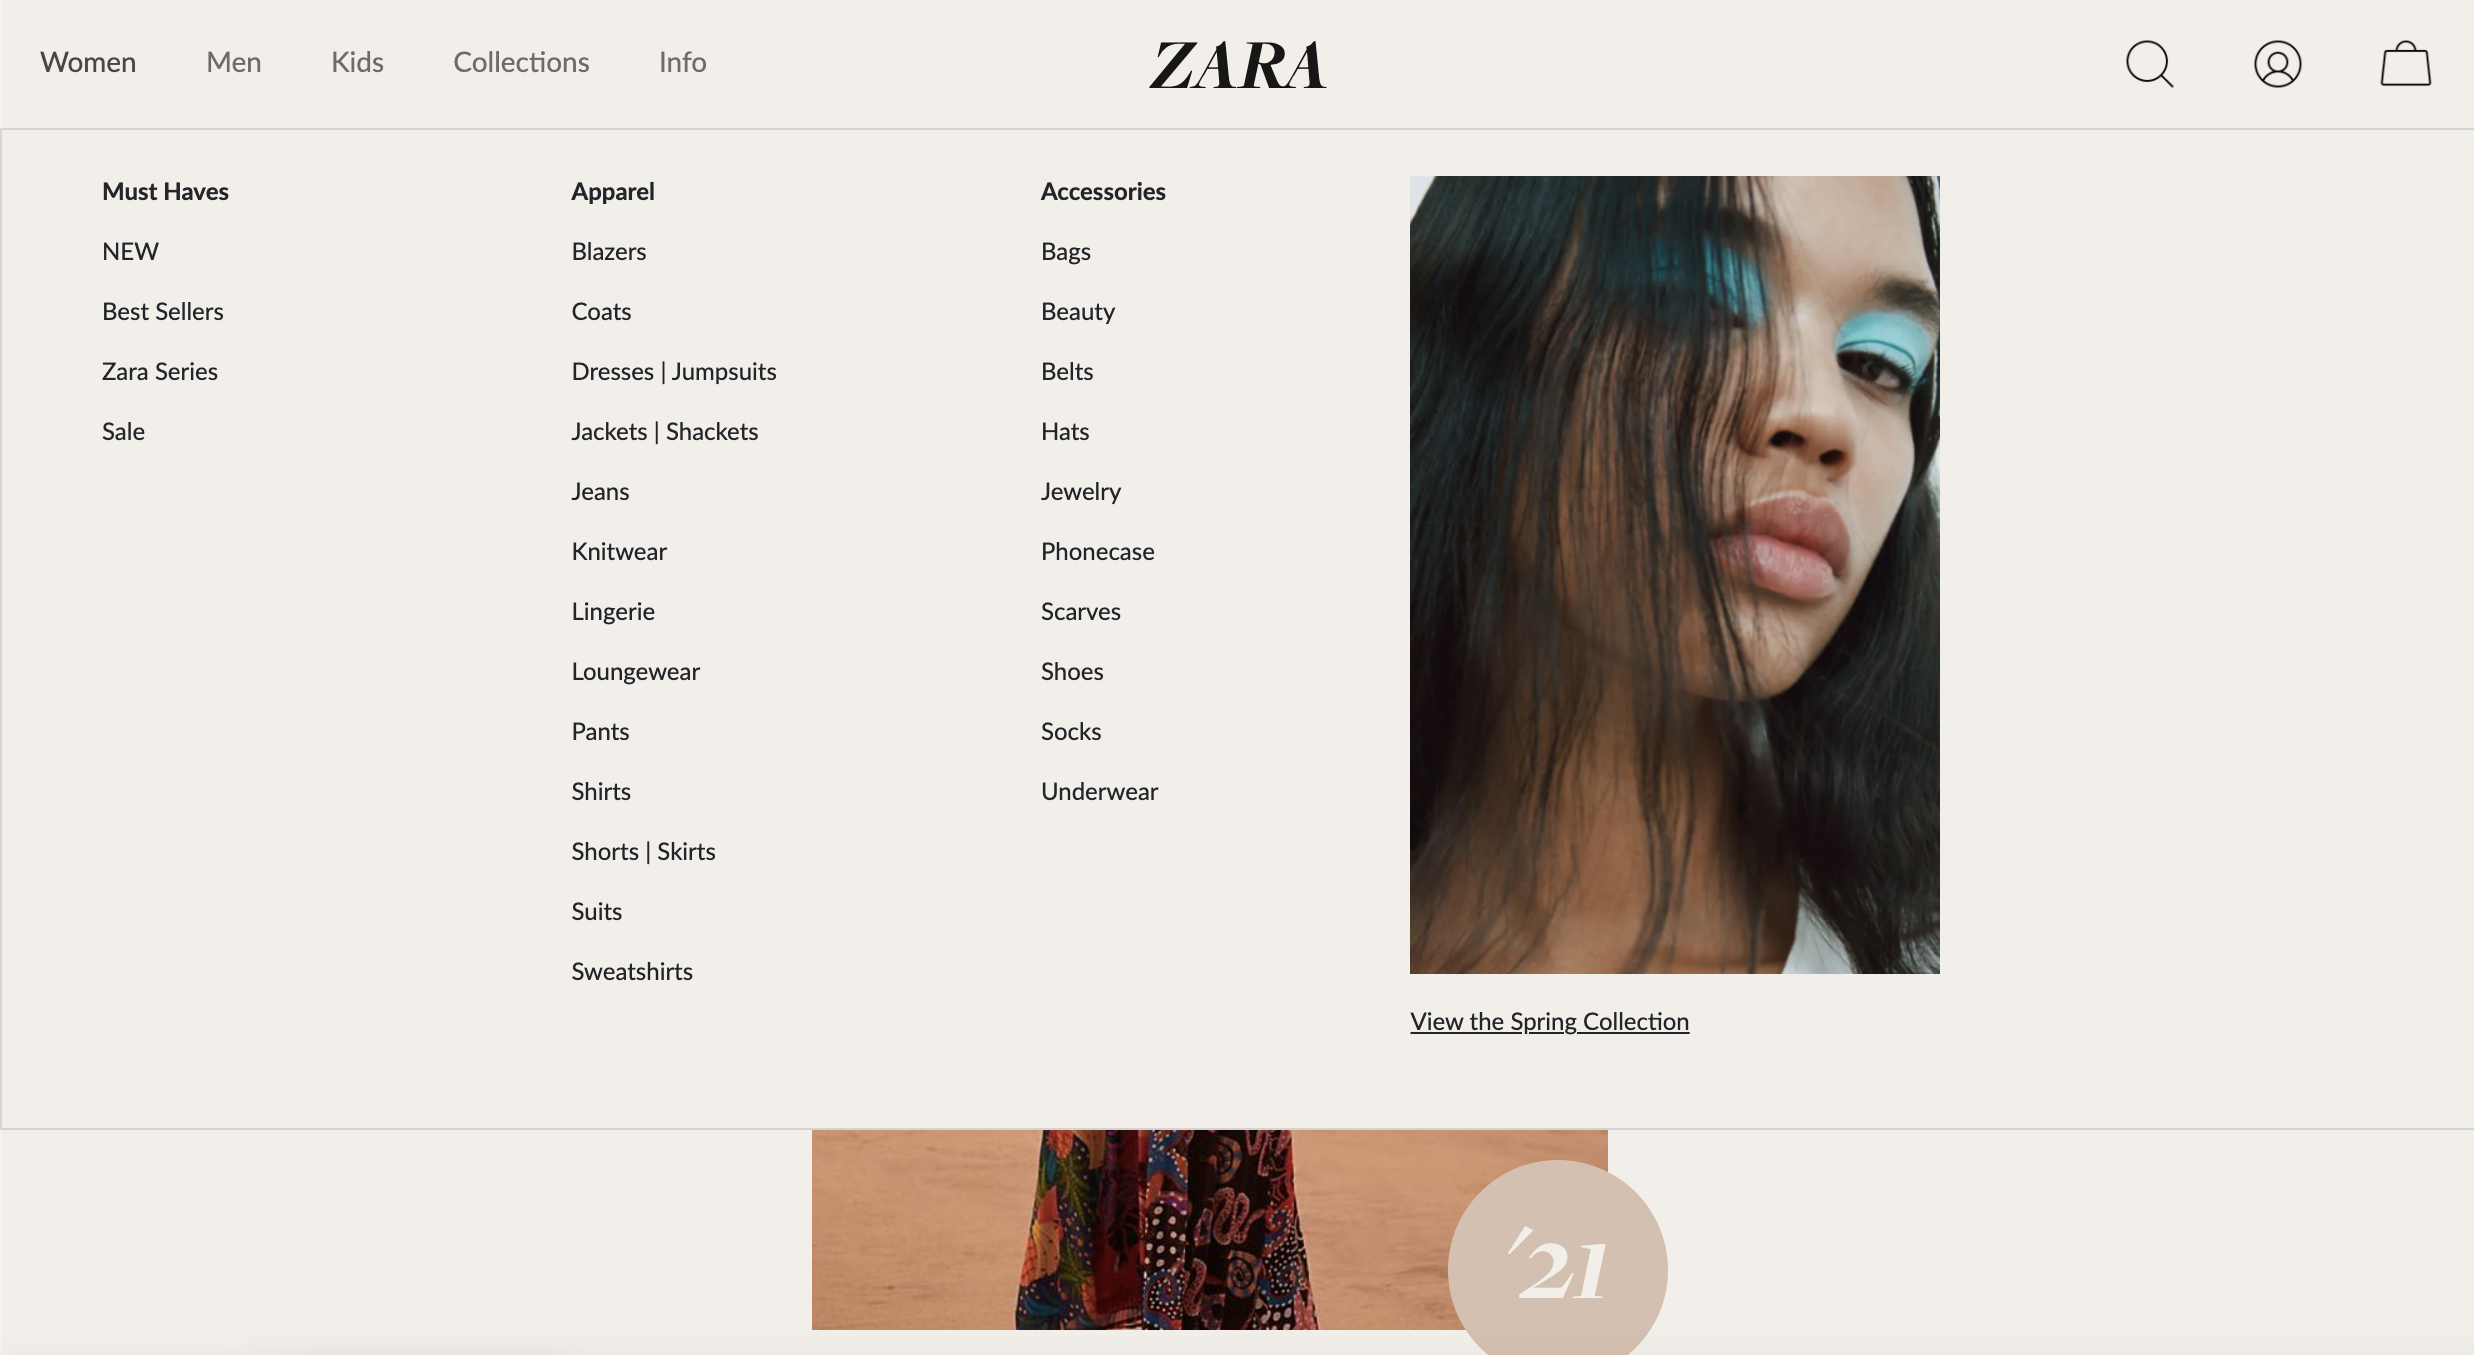 Women Men Kids Collections Info ZARA
Must Haves
NEW
Best Sellers
Zara Series
Sale
Apparel
Blazers
Coats
Dresses | Jumpsuits
Jackets | Shackets
Jeans
Knitwear
Lingerie
Loungewear
Pants
Shirts
Shorts | Skirts
Suits
Sweatshirts
Accessories
Bags
Beauty
Belts
Hats
Jewelry
Phonecase
Scarves
Shoes
Socks
Underwear
View the Spring Collection
'21